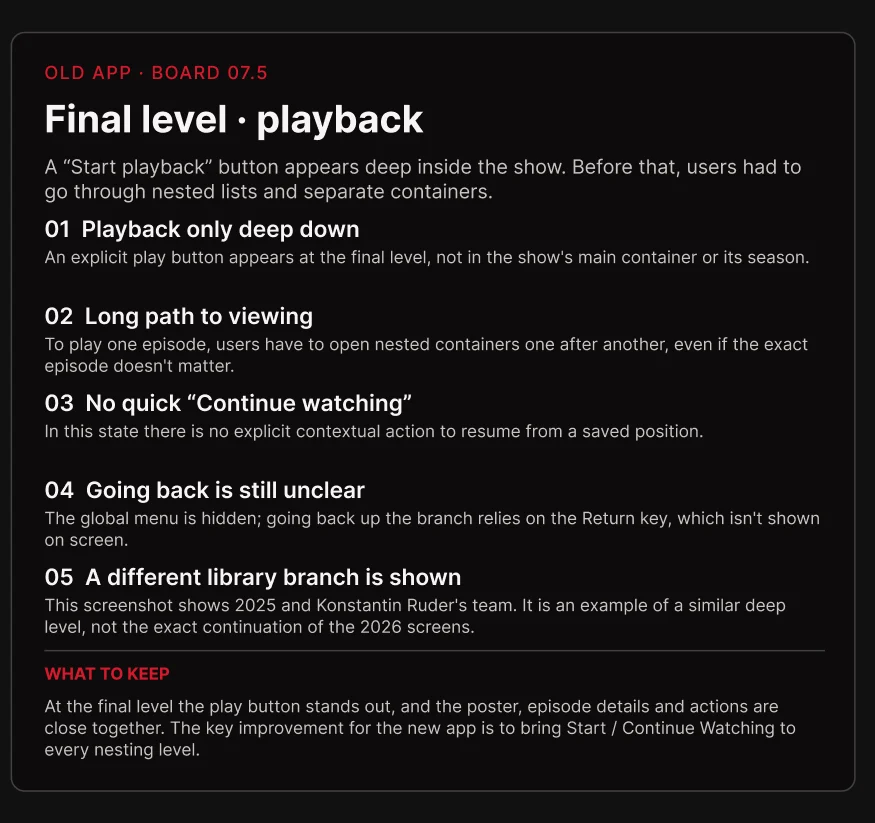 OLD APP · BOARD 07.5
Final level · playback
A “Start playback” button appears deep inside the show. Before that, users had to
go through nested lists and separate containers.
01 Playback only deep down
An explicit play button appears at the final level, not in the show's main container or its season.
02 Long path to viewing
To play one episode, users have to open nested containers one after another, even if the exact
episode doesn't matter.
03 No quick “Continue watching”
In this state there is no explicit contextual action to resume from a saved position.
04 Going back is still unclear
The global menu is hidden; going back up the branch relies on the Return key, which isn't shown
on screen.
05 A different library branch is shown
This screenshot shows 2025 and Konstantin Ruder's team. It is an example of a similar deep
level, not the exact continuation of the 2026 screens.
WHAT TO KEEP
At the final level the play button stands out, and the poster, episode details and actions are
close together. The key improvement for the new app is to bring Start / Continue Watching to
every nesting level.